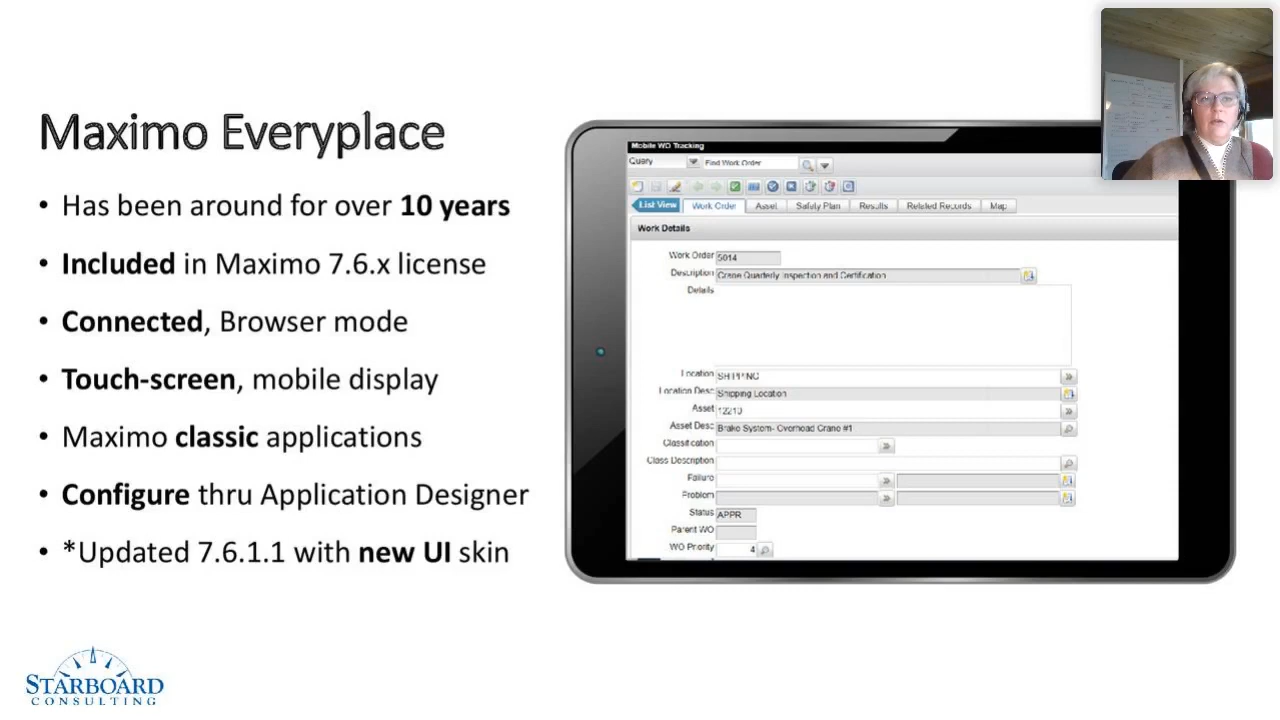 Maximo Everyplace
• Has been around for over 10 years
• Included in Maximo 7.6.x license
• Connected, Browser mode
• Touch-screen, mobile display
• Maximo classic applications
• Configure thru Application Designer
• *Updated 7.6.1.1 with new UI skin
STARBOARD
CONSULTING
Mobile WO Tracking
Query Find Work Order
List View Work Order Asset Safety Plan Results Related Records Map
Work Details
Work Order 5014
Description Crane Quarterly Inspection and Certification
Details
Location SHIPPING
Location Desc Shipping Location
Asset 12210
Asset Desc Brake System- Overhead Crane #1
Classification
Class Description
Failure
Problem
Status APPR
Parent WO
WO Priority 4